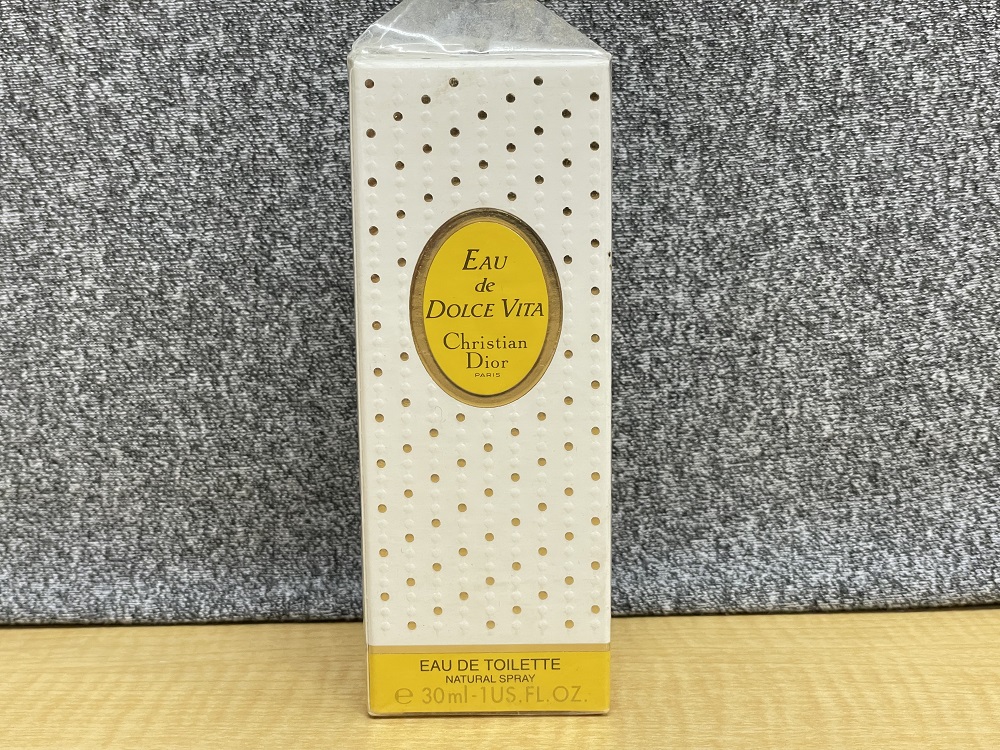 EAU
de
DOLCE VITA
Christian
Dior
PARIS
EAU DE TOILETTE
NATURAL SPRAY
℮ 30ml-1US.FL.OZ.